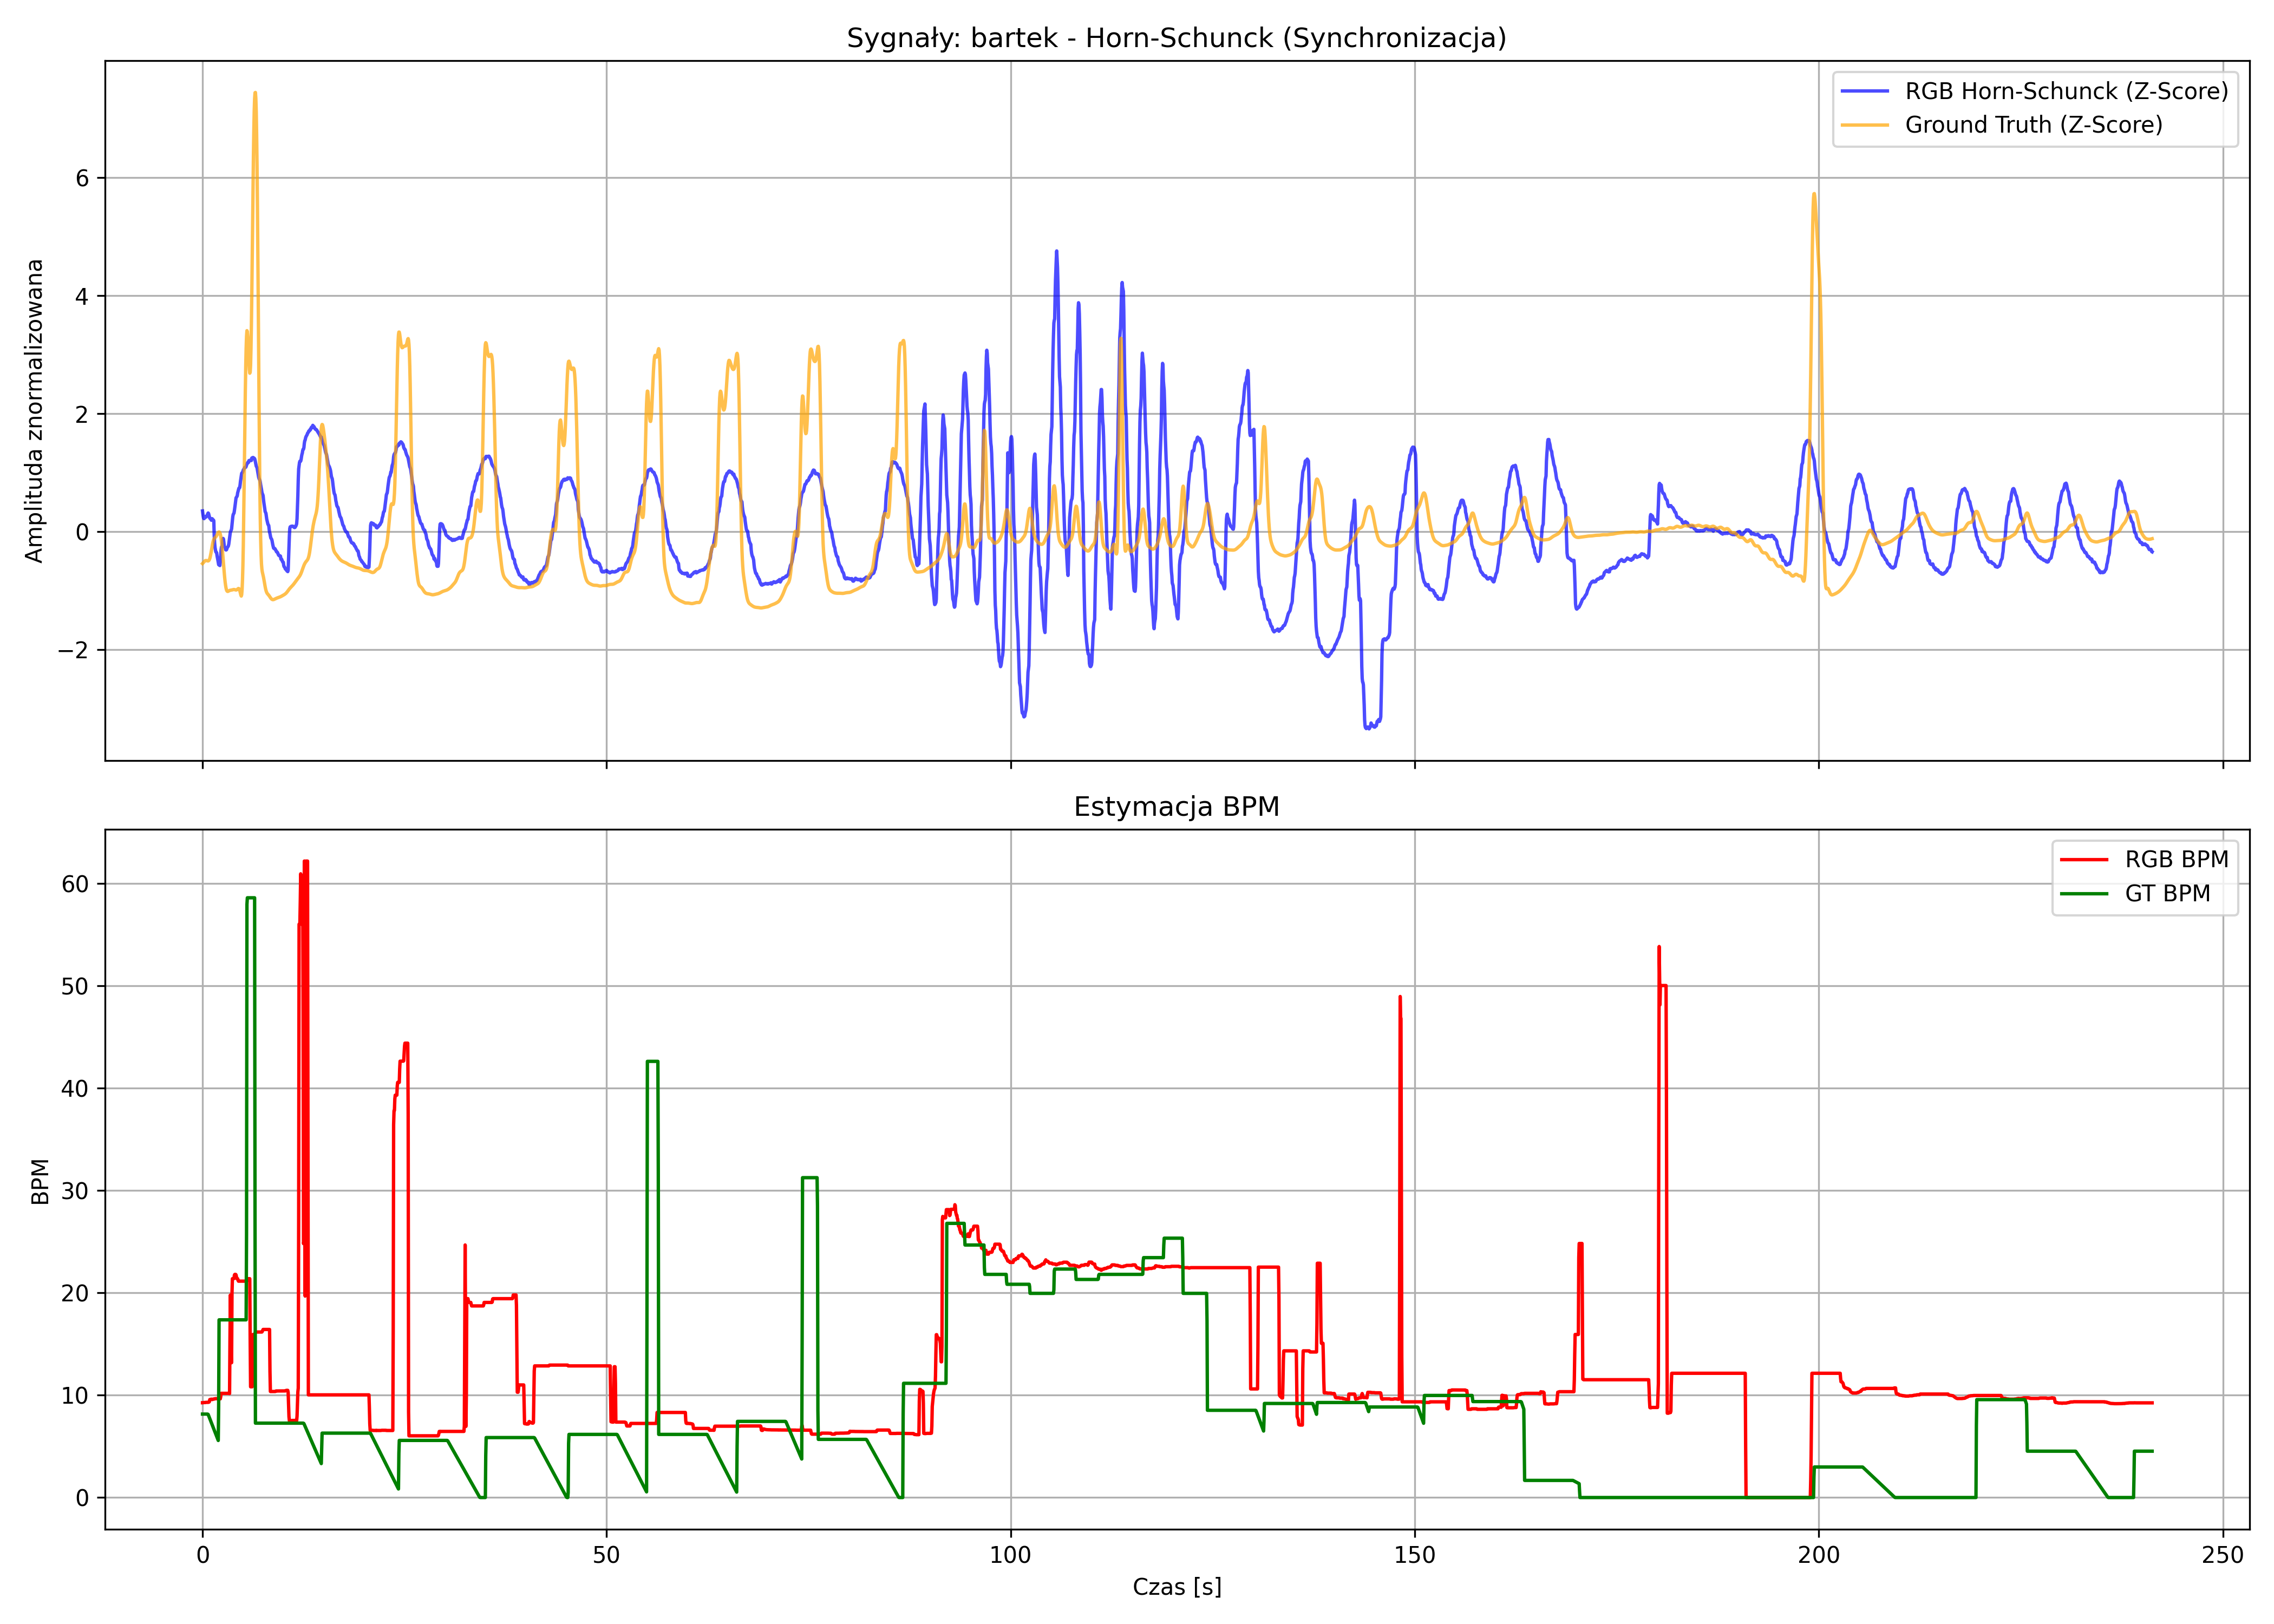 Sygnały: bartek - Horn-Schunck (Synchronizacja)
RGB Horn-Schunck (Z-Score)
Ground Truth (Z-Score)
Amplituda znormalizowana
6
4
2
0
−2
Estymacja BPM
RGB BPM
GT BPM
BPM
60
50
40
30
20
10
0
0 50 100 150 200 250
Czas [s]